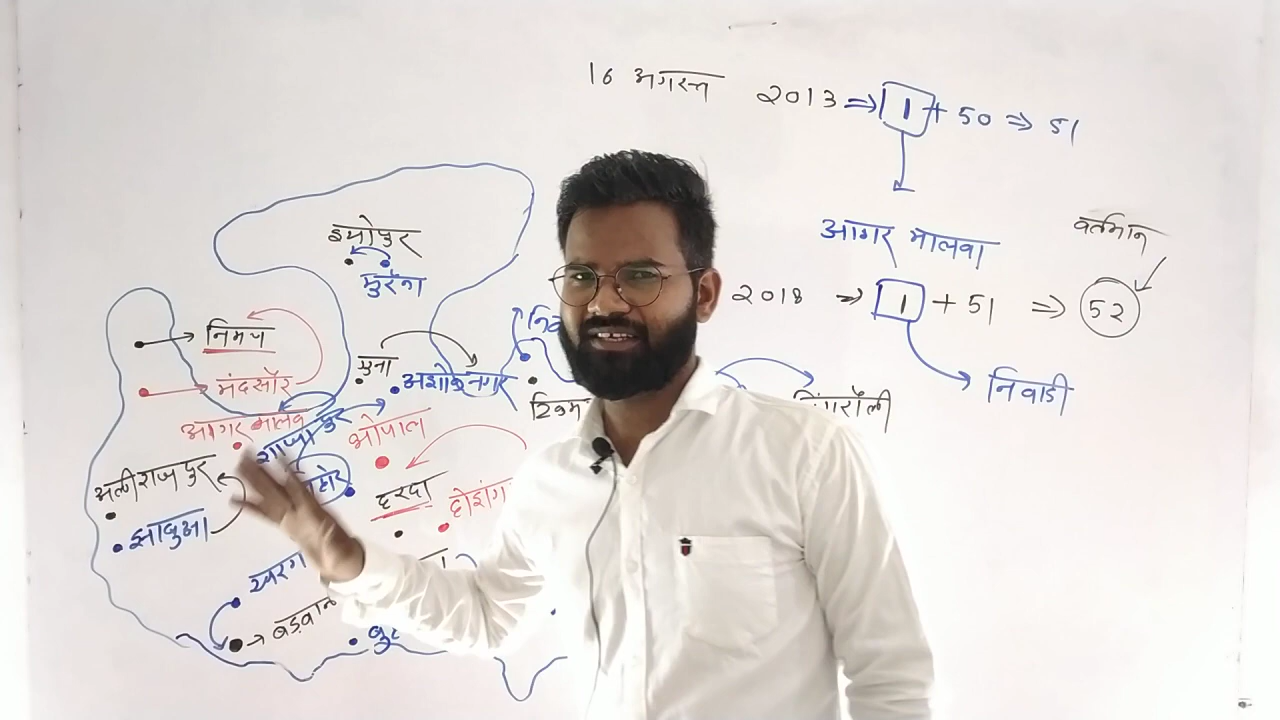 16 अगस्त 2013 ⇒ 1 + 50 ⇒ 51
आगर मालवा
वर्तमान
2018 ⇒ 1 + 51 ⇒ 52
निवाडी
श्योपुर
मुरैना
निमच
मंदसौर
गुना
अशोकनगर
आगर मालव
शाजापुर
भोपाल
अलीराजपुर
झाबुआ
हरदा
होशंग
खरग
बड़वान